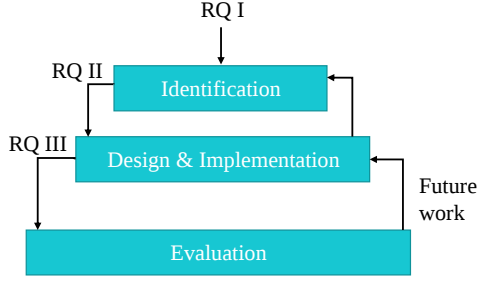 RQ I
RQ II
Identification
RQ III
Design & Implementation
Future
work
Evaluation